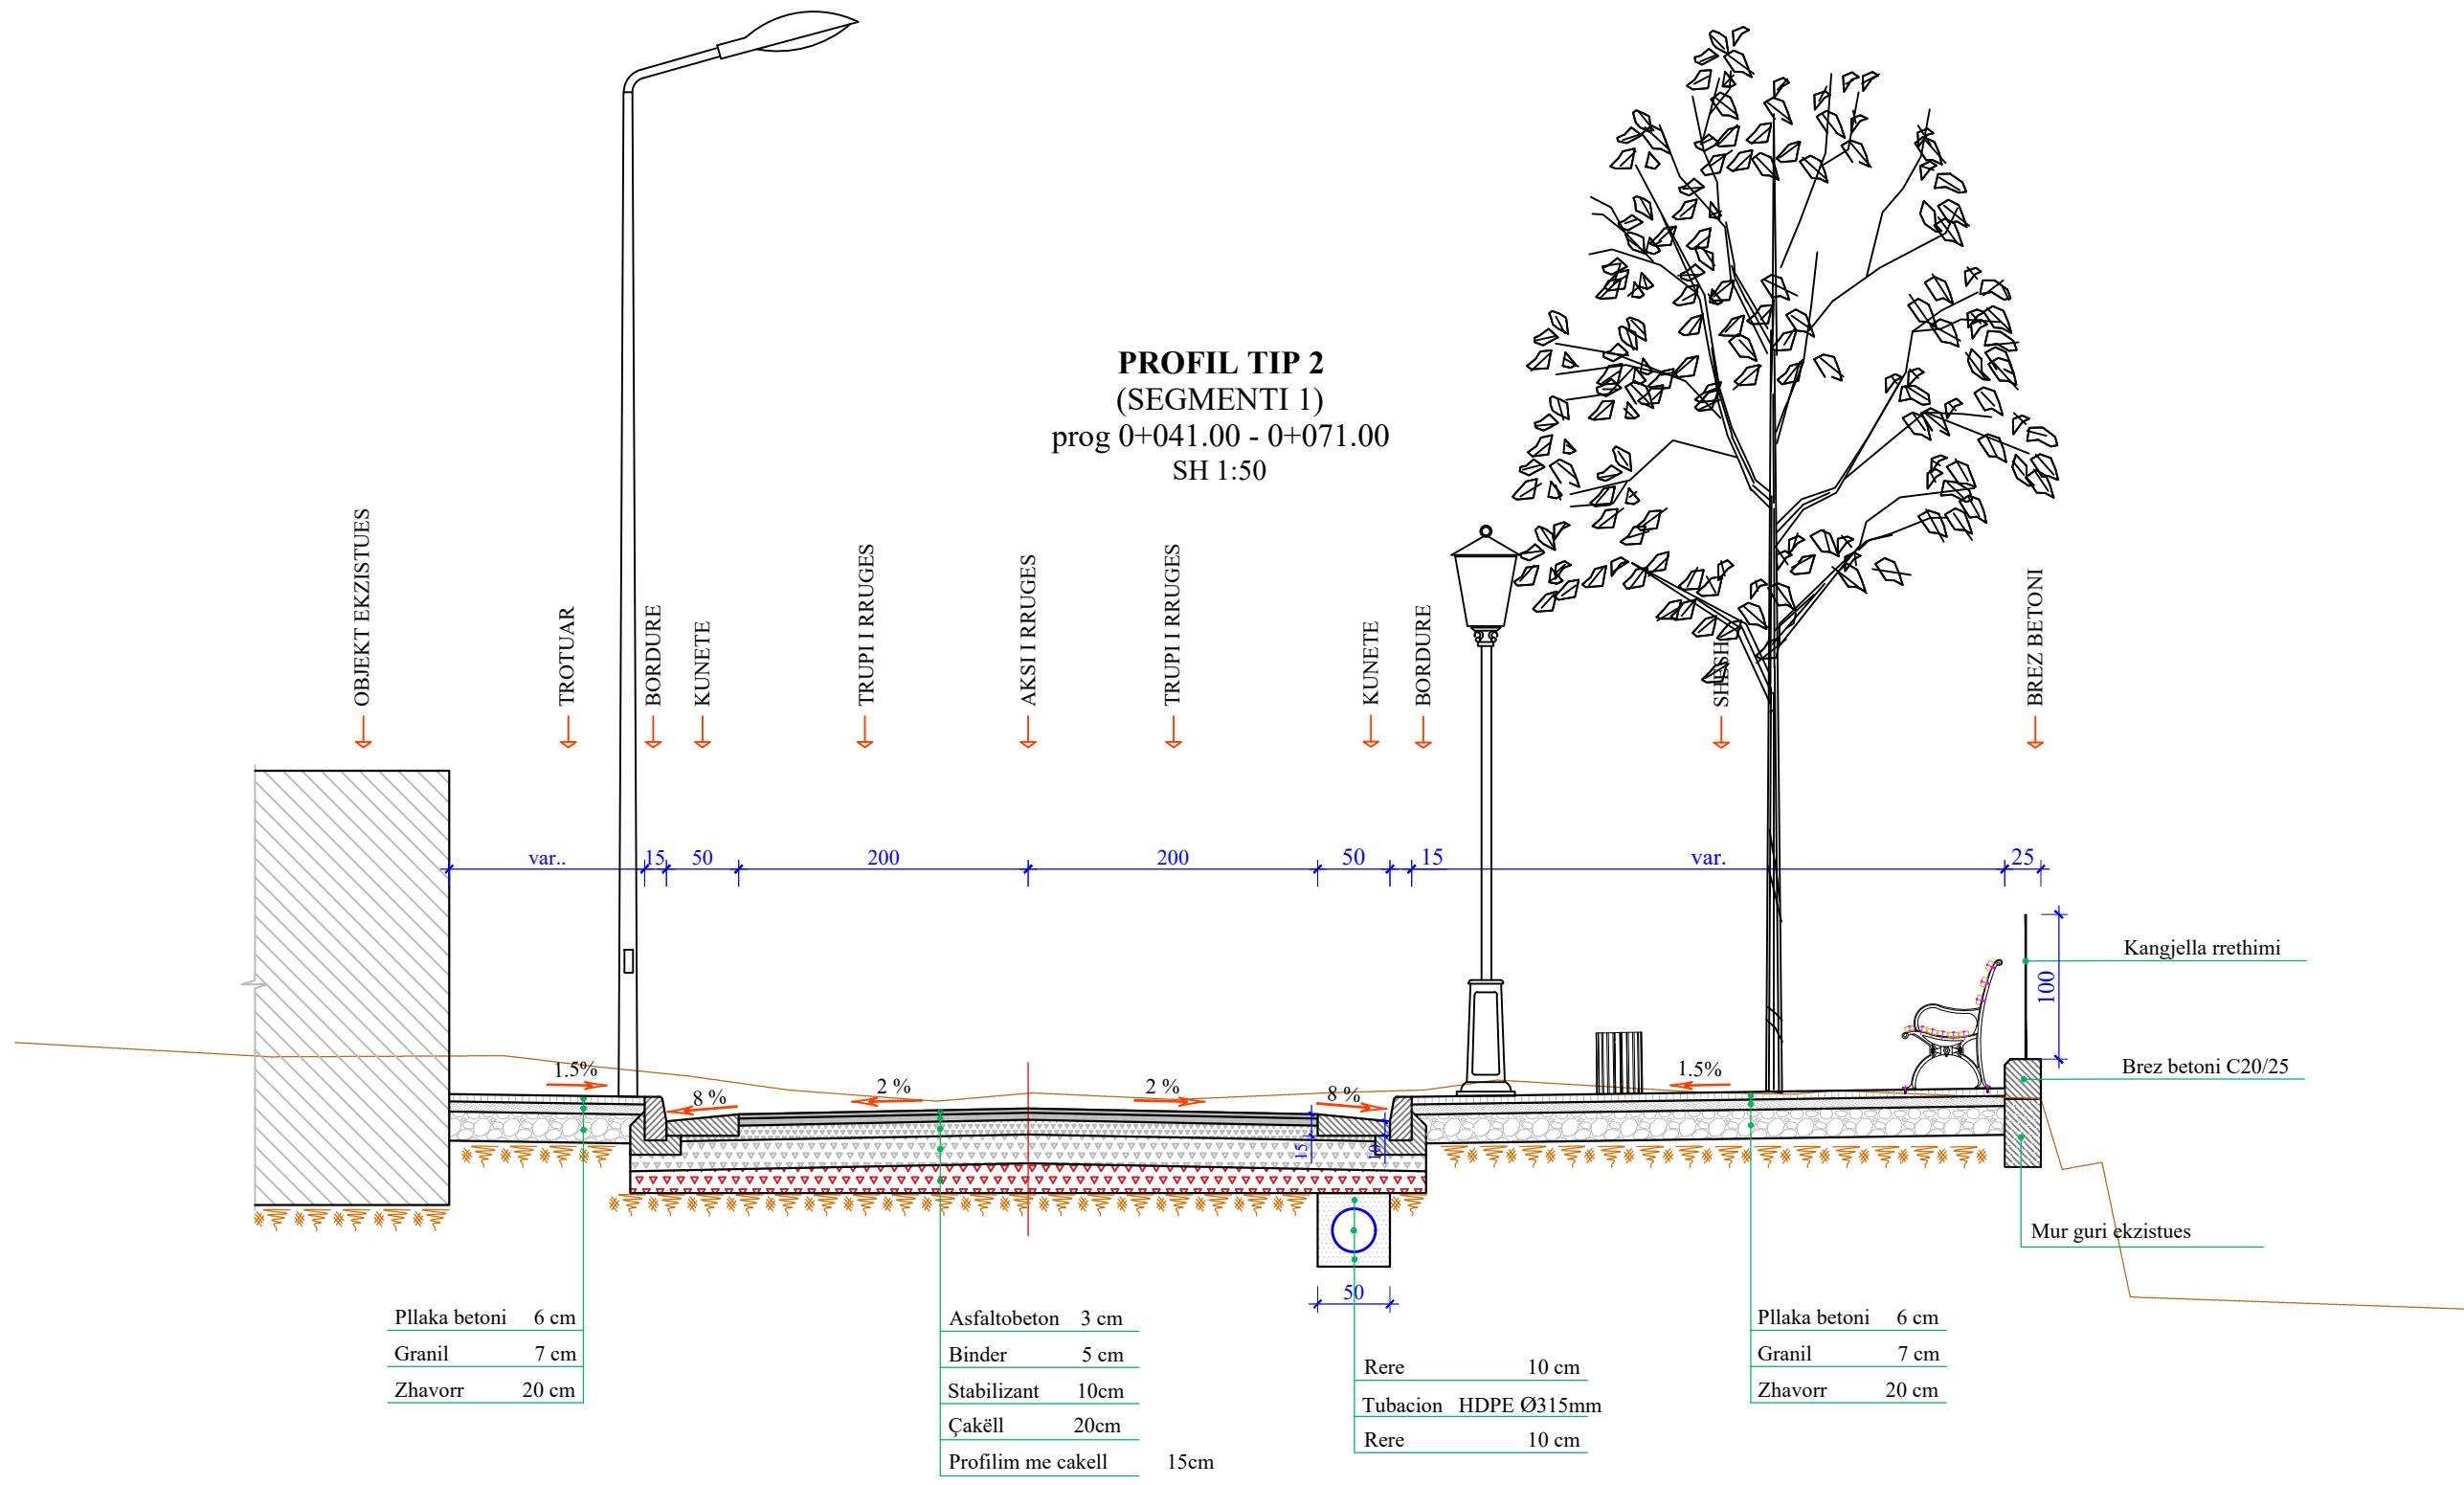 PROFIL TIP 2
(SEGMENTI 1)
prog 0+041.00 - 0+071.00
SH 1:50
OBJEKT EKZISTUES
TROTUAR
BORDURE
KUNETE
TRUPI I RRUGES
AKSI I RRUGES
TRUPI I RRUGES
KUNETE
BORDURE
SHESH
BREZ BETONI
var.. 15 50 200 200 50 15 var. 25
100
Kangjella rrethimi
Brez betoni C20/25
Mur guri ekzistues
1.5% 8 % 2 % 2 % 8 % 1.5%
15 10
50
Pllaka betoni 6 cm
Granil 7 cm
Zhavorr 20 cm
Asfaltobeton 3 cm
Binder 5 cm
Stabilizant 10cm
Çakëll 20cm
Profilim me cakell 15cm
Rere 10 cm
Tubacion HDPE Ø315mm
Rere 10 cm
Pllaka betoni 6 cm
Granil 7 cm
Zhavorr 20 cm